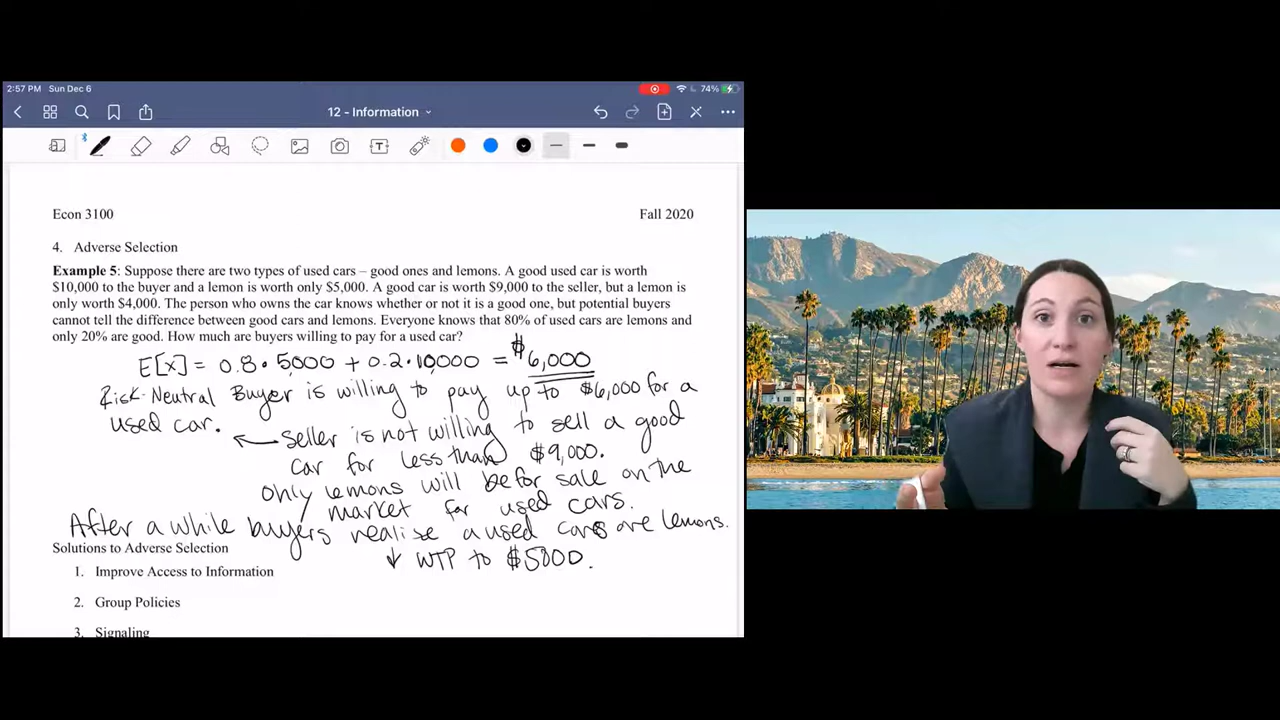 2:57 PM Sun Dec 6
74%
12 - Information
T
Econ 3100 Fall 2020
4. Adverse Selection
Example 5: Suppose there are two types of used cars – good ones and lemons. A good used car is worth
$10,000 to the buyer and a lemon is worth only $5,000. A good car is worth $9,000 to the seller, but a lemon is
only worth $4,000. The person who owns the car knows whether or not it is a good one, but potential buyers
cannot tell the difference between good cars and lemons. Everyone knows that 80% of used cars are lemons and
only 20% are good. How much are buyers willing to pay for a used car?
E[x] = 0.8 • 5,000 + 0.2 • 10,000 = $6,000
Risk-Neutral Buyer is willing to pay up to $6,000 for a
used car.
← seller is not willing to sell a good
car for less than $9,000.
only lemons will be for sale on the
market for used cars.
After a while buyers realize a used cars are lemons.
↓ WTP to $5000.
Solutions to Adverse Selection
1. Improve Access to Information
2. Group Policies
3. Signaling